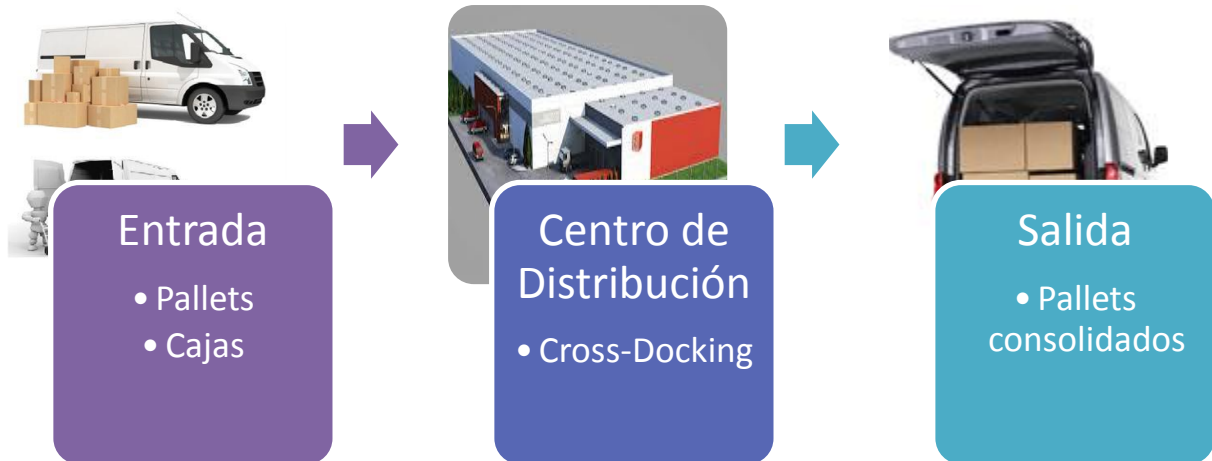 Entrada
• Pallets
• Cajas
Centro de
Distribución
• Cross-Docking
Salida
• Pallets
consolidados